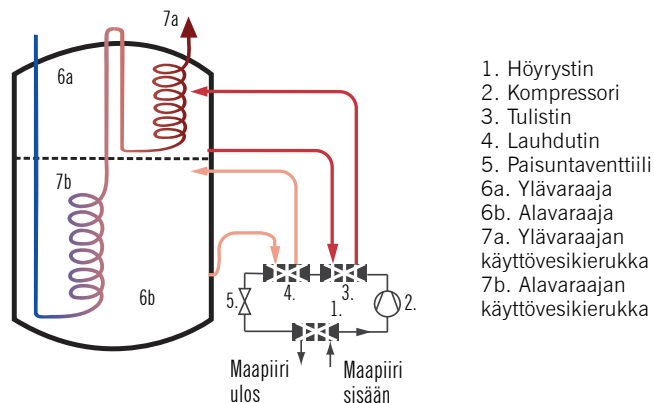 7a
6a
7b
6b
5.
4.
3.
1.
2.
Maapiiri
ulos
Maapiiri
sisään
1. Höyrystin
2. Kompressori
3. Tulistin
4. Lauhdutin
5. Paisuntaventtiili
6a. Ylävaraaja
6b. Alavaraaja
7a. Ylävaraajan
käyttövesikierukka
7b. Alavaraajan
käyttövesikierukka